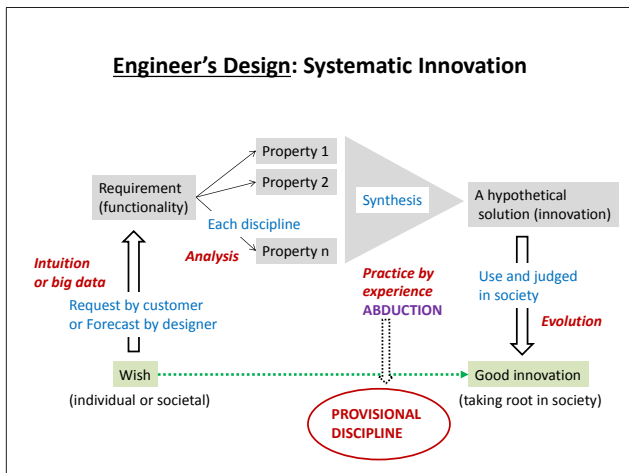 Engineer's Design: Systematic Innovation
Property 1
Property 2
Requirement
(functionality)
Synthesis
A hypothetical
solution (innovation)
Each discipline
Analysis
Property n
Intuition
or big data
Practice by
experience
ABDUCTION
Use and judged
in society
Request by customer
or Forecast by designer
Evolution
Wish
Good innovation
(individual or societal)
(taking root in society)
PROVISIONAL
DISCIPLINE